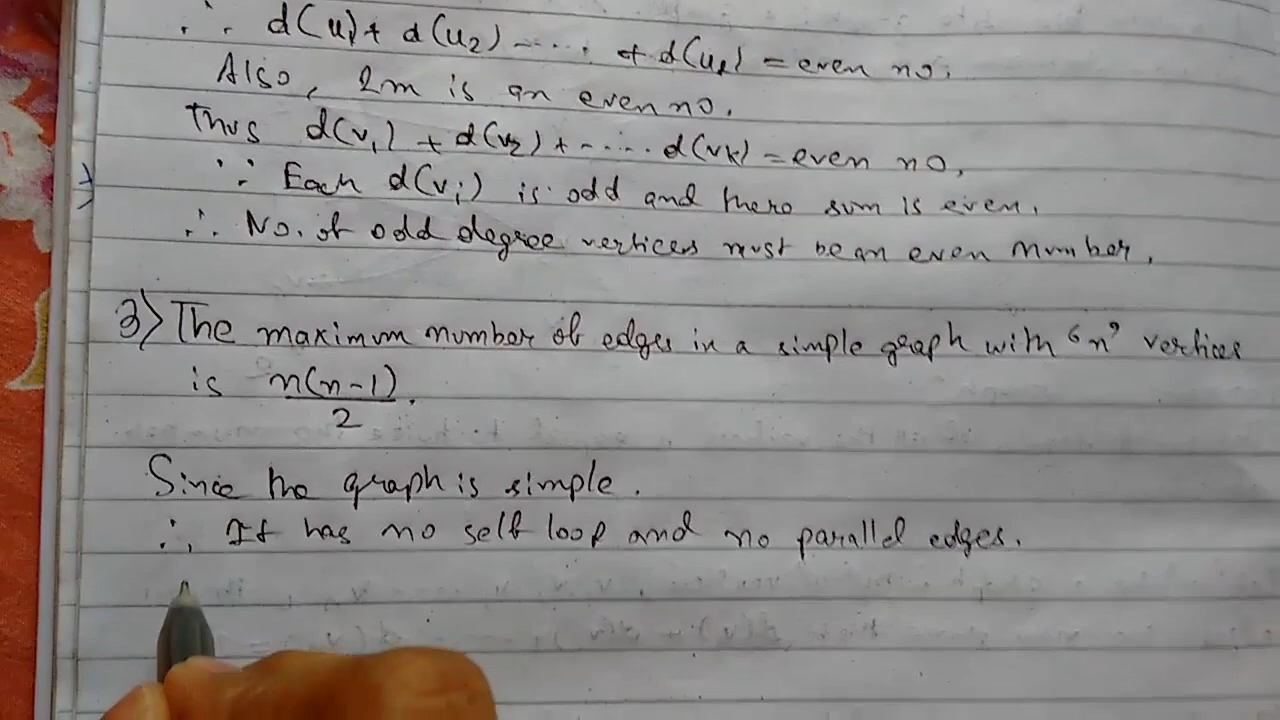 ∴ d(u1)+ d(u2) ..... + d(ur) = even no.
Also, 2m is an even no.
Thus d(v1) + d(v2) + ..... d(vk) = even no,
∵ Each d(vi) is odd and there sum is even.
∴ No. of odd degree vertices must be an even number.
3> The maximum number of edges in a simple graph with 'n' vertices
is n(n-1)/2.
Since the graph is simple.
∴, It has no self loop and no parallel edges.